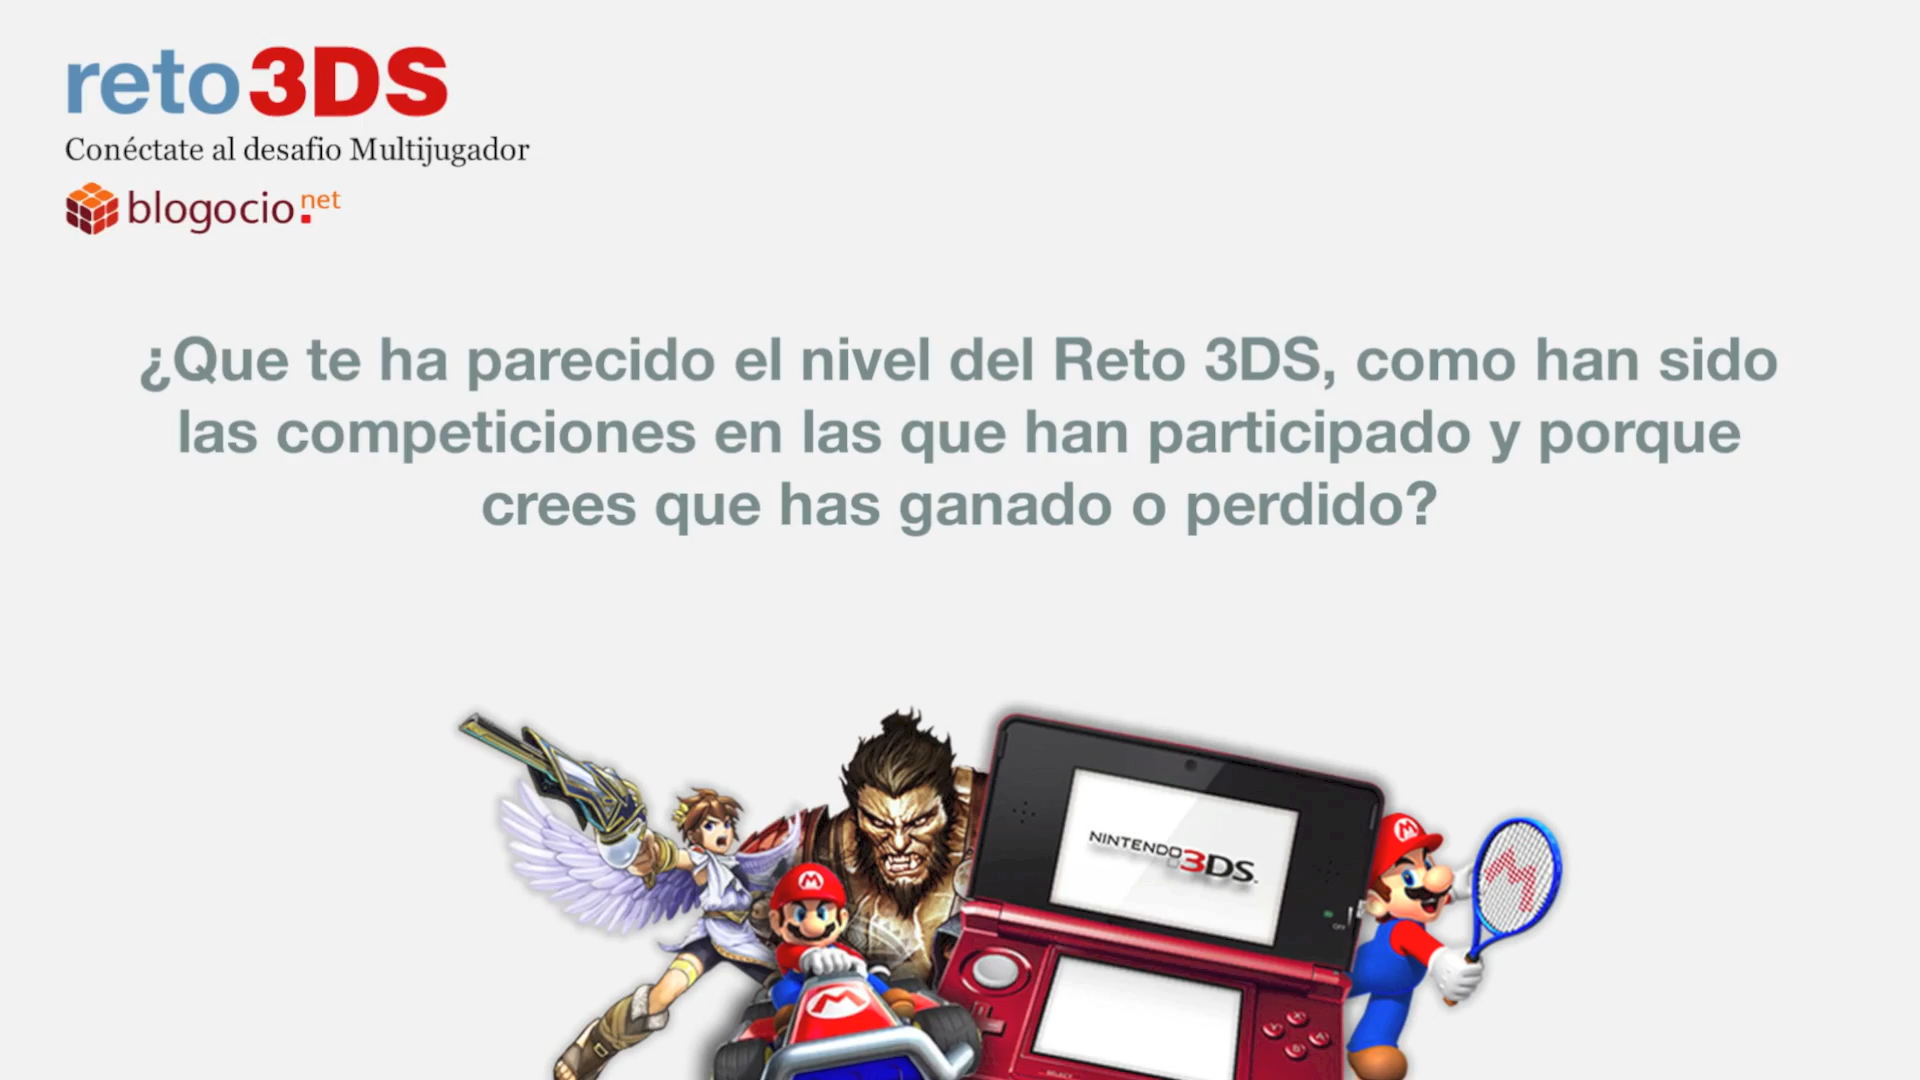 reto3DS
Conéctate al desafio Multijugador
blogocio.net
¿Que te ha parecido el nivel del Reto 3DS, como han sido
las competiciones en las que han participado y porque
crees que has ganado o perdido?
NINTENDO3DS
SELECT